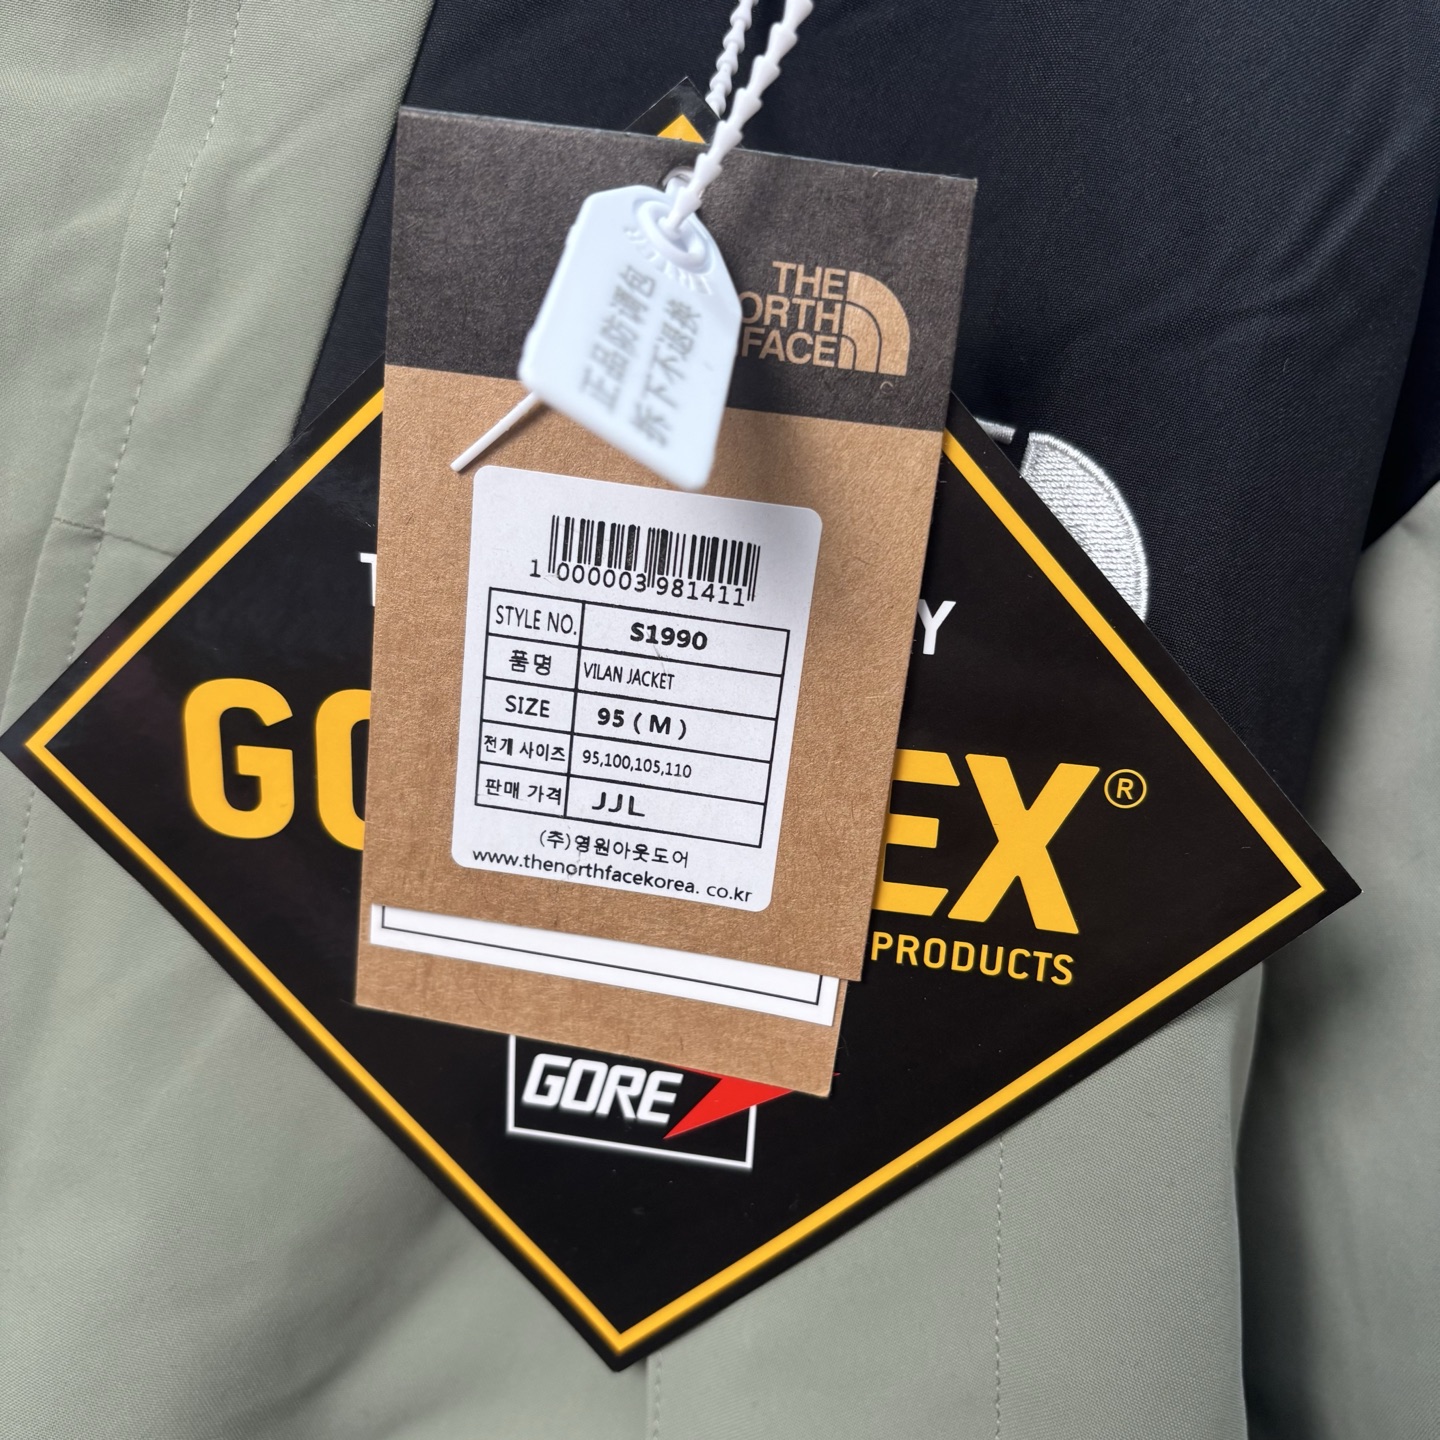 THE
ORTH
FACE
正品防调包
拆下不退换
1 000003 981411
STYLE NO. S1990
품명 VILAN JACKET
SIZE 95 ( M )
전개 사이즈 95,100,105,110
판매 가격 JJL
(주)영원아웃도어
www.thenorthfacekorea. co.kr
T Y
GO EX®
PRODUCTS
GORE